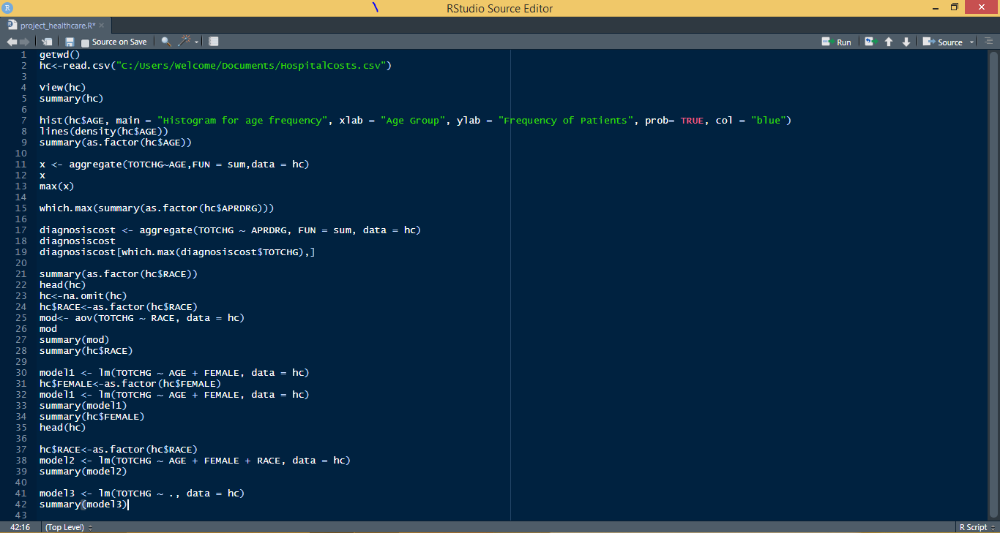 RStudio Source Editor
project_healthcare.R*
Source on Save
Run
Source
1 getwd()
2 hc<-read.csv("C:/Users/Welcome/Documents/HospitalCosts.csv")
3
4 View(hc)
5 summary(hc)
6
7 hist(hc$AGE, main = "Histogram for age frequency", xlab = "Age Group", ylab = "Frequency of Patients", prob= TRUE, col = "blue")
8 lines(density(hc$AGE))
9 summary(as.factor(hc$AGE))
10
11 x <- aggregate(TOTCHG~AGE,FUN = sum,data = hc)
12 x
13 max(x)
14
15 which.max(summary(as.factor(hc$APRDRG)))
16
17 diagnosiscost <- aggregate(TOTCHG ~ APRDRG, FUN = sum, data = hc)
18 diagnosiscost
19 diagnosiscost[which.max(diagnosiscost$TOTCHG),]
20
21 summary(as.factor(hc$RACE))
22 head(hc)
23 hc<-na.omit(hc)
24 hc$RACE<-as.factor(hc$RACE)
25 mod<- aov(TOTCHG ~ RACE, data = hc)
26 mod
27 summary(mod)
28 summary(hc$RACE)
29
30 model1 <- lm(TOTCHG ~ AGE + FEMALE, data = hc)
31 hc$FEMALE<-as.factor(hc$FEMALE)
32 model1 <- lm(TOTCHG ~ AGE + FEMALE, data = hc)
33 summary(model1)
34 summary(hc$FEMALE)
35 head(hc)
36
37 hc$RACE<-as.factor(hc$RACE)
38 model2 <- lm(TOTCHG ~ AGE + FEMALE + RACE, data = hc)
39 summary(model2)
40
41 model3 <- lm(TOTCHG ~ ., data = hc)
42 summary(model3)
43
42:16 (Top Level) R Script